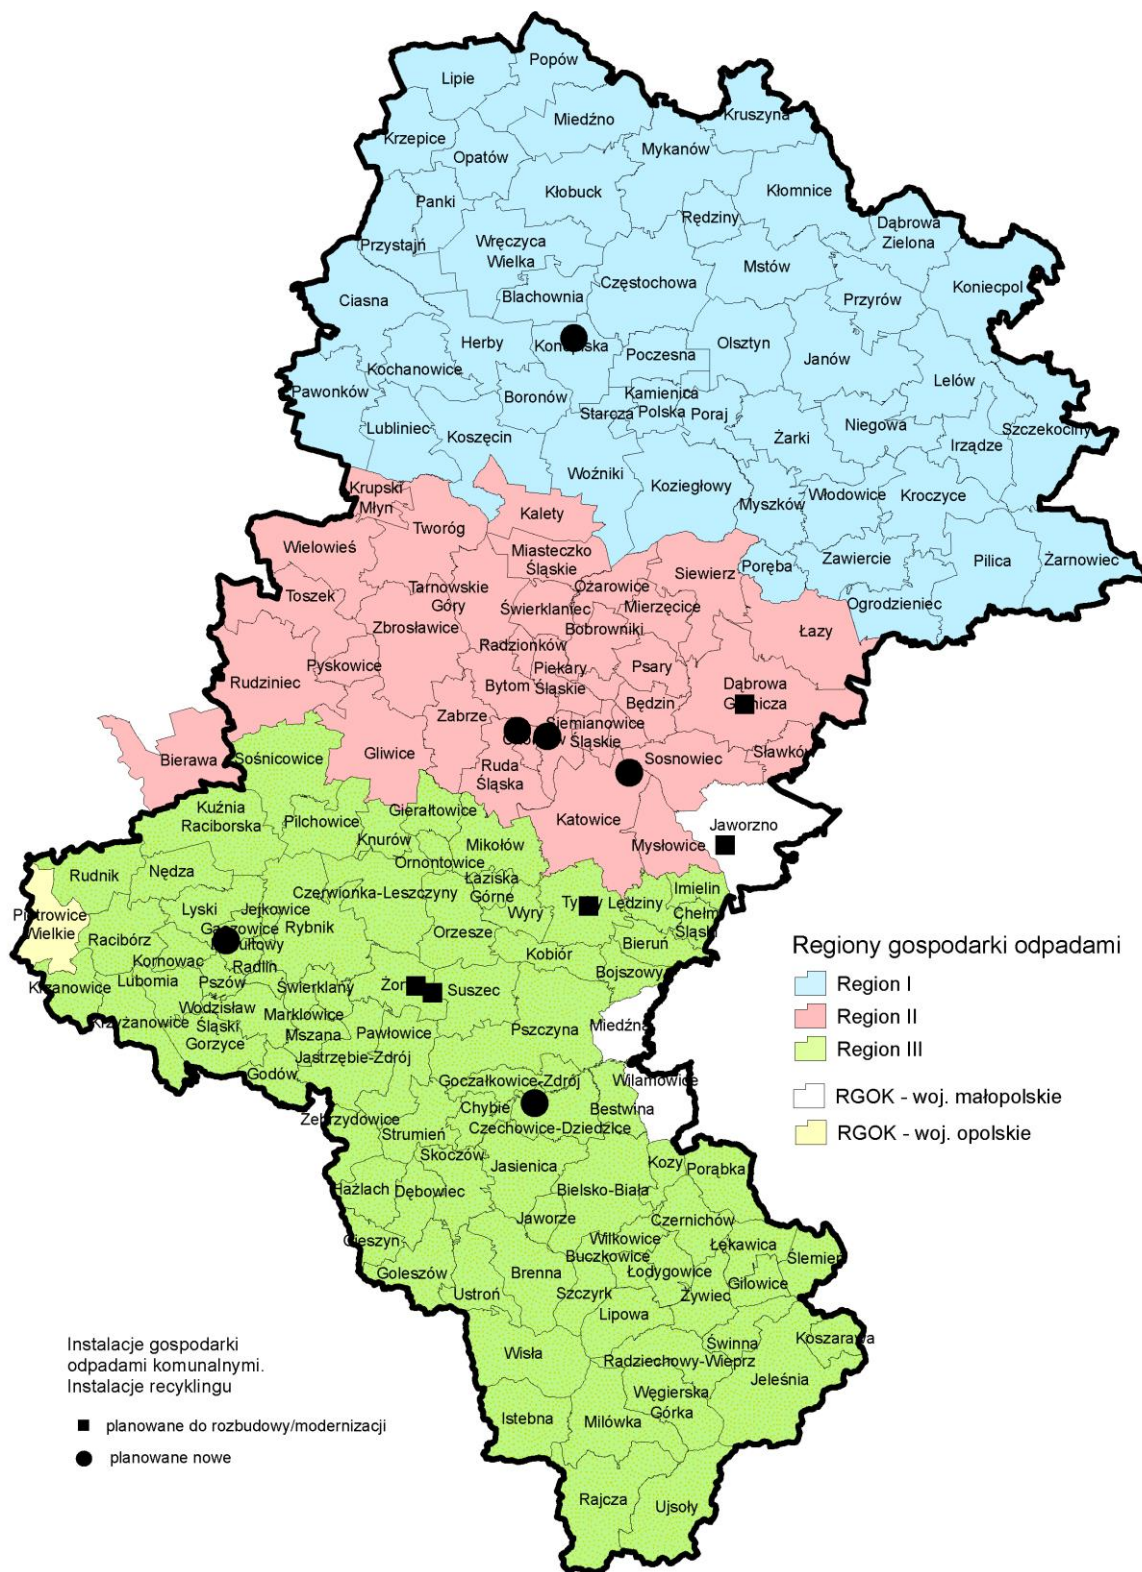 Popów
Lipie
Kruszyna
Miedźno
Krzepice
Mykanów
Opatów
Kłobuck
Kłomnice
Panki
Rędziny
Dąbrowa
Zielona
Przystajń
Wręczyca
Wielka
Mstów
Częstochowa
Koniecpol
Ciasna
Blachownia
Przyrów
Herby
Olsztyn
Poczesna
Janów
Kochanowice
Lelów
Pawonków
Boronów
Kamienica
Polska
Starcza
Poraj
Niegowa
Lubliniec
Koszęcin
Żarki
Irządze
Szczekociny
Woźniki
Koziegłowy
Krupski
Młyn
Myszków
Włodowice
Kroczyce
Kalety
Tworóg
Wielowieś
Miasteczko
Śląskie
Zawiercie
Pilica
Żarnowiec
Siewierz
Poręba
Ożarowice
Toszek
Tarnowskie
Góry
Świerklaniec
Mierzęcice
Ogrodzieniec
Zbrosławice
Bobrowniki
Łazy
Radzionków
Pyskowice
Piekary
Śląskie
Psary
Rudziniec
Bytom
Dąbrowa
Będzin
Zabrze
Siemianowice
Śląskie
Bierawa
Sośnicowice
Gliwice
Sławków
Ruda
Śląska
Sosnowiec
Kuźnia
Raciborska
Pilchowice
Gierałtowice
Katowice
Jaworzno
Knurów
Mikołów
Mysłowice
Rudnik
Nędza
Ornontowice
Łaziska
Górne
Imielin
Czerwionka-Leszczyny
Lędziny
Chełm
Śląski
Piotrowice
Wielkie
Lyski
Jejkowice
Rybnik
Wyry
Racibórz
Orzesze
Bieruń
Kornowac
Radlin
Kobiór
Bojszowy
Krzanowice
Lubomia
Pszów
Świerklany
Suszec
Krzyżanowice
Wodzisław
Śląski
Marklowice
Miedźna
Mszana
Pawłowice
Pszczyna
Gorzyce
Jastrzębie-Zdrój
Godów
Goczałkowice-Zdrój
Wilamowice
Zebrzydowice
Chybie
Bestwina
Strumień
Czechowice-Dziedzice
Skoczów
Jasienica
Kozy
Porąbka
Hażlach
Dębowiec
Bielsko-Biała
Jaworze
Czernichów
Cieszyn
Wilkowice
Łękawica
Ślemień
Buczkowice
Goleszów
Brenna
Łodygowice
Gilowice
Ustroń
Szczyrk
Żywiec
Lipowa
Koszarawa
Świnna
Wisła
Radziechowy-Wieprz
Jeleśnia
Węgierska
Górka
Istebna
Milówka
Rajcza
Ujsoły
Regiony gospodarki odpadami
Region I
Region II
Region III
RGOK - woj. małopolskie
RGOK - woj. opolskie
Instalacje gospodarki
odpadami komunalnymi.
Instalacje recyklingu
planowane do rozbudowy/modernizacji
planowane nowe